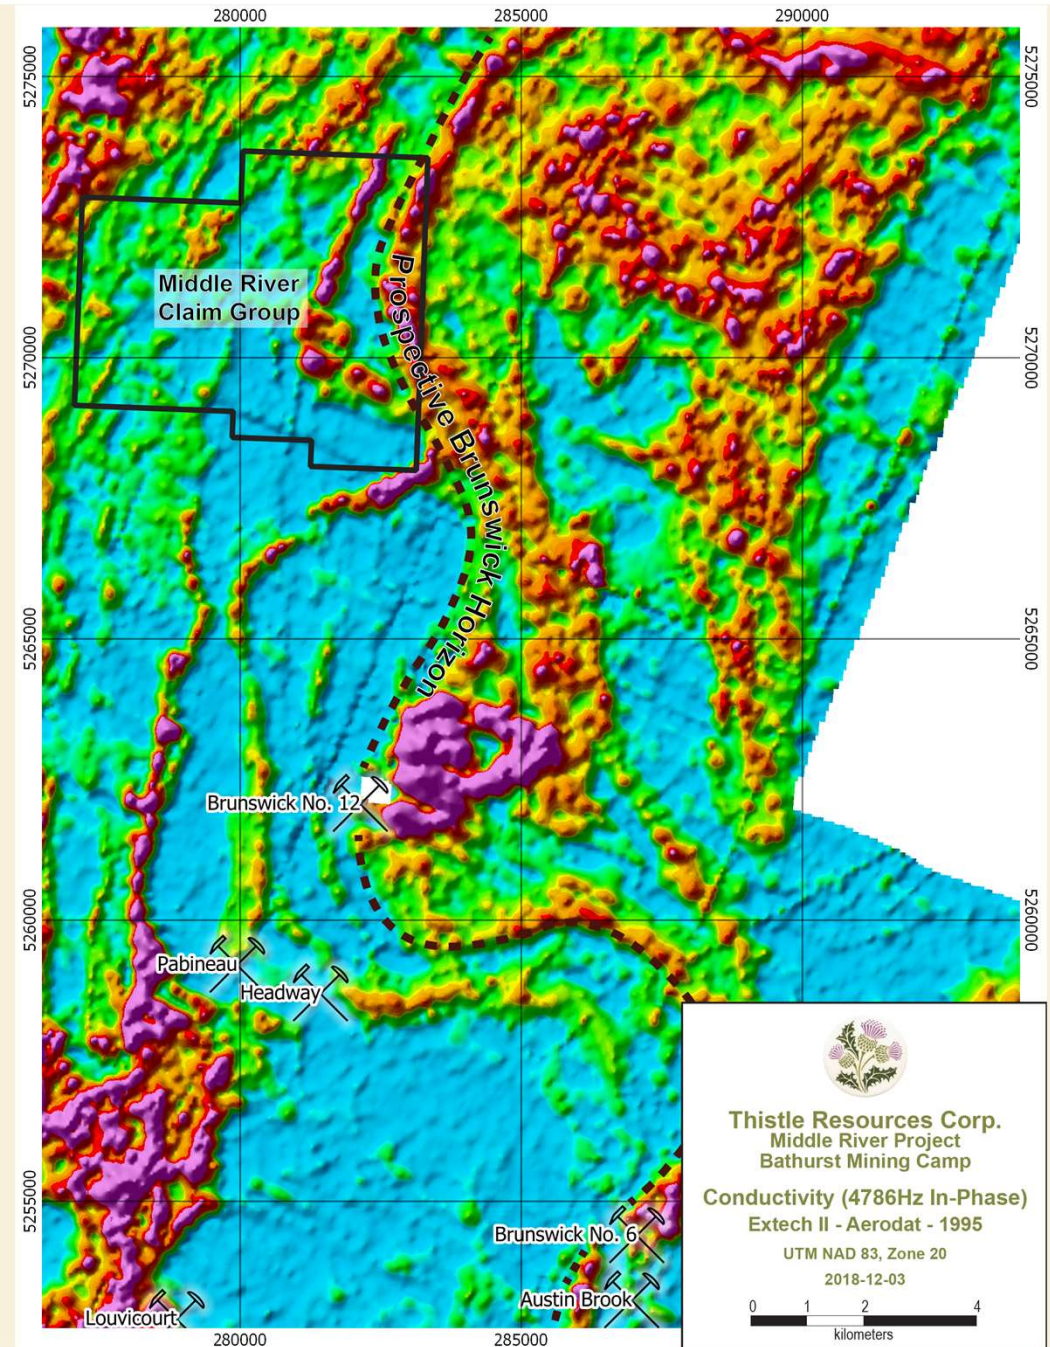 280000
285000
290000
5275000
5275000
Middle River
Claim Group
Prospective Brunswick Horizon
5270000
5270000
5265000
5265000
Brunswick No. 12
5260000
5260000
Pabineau
Headway
5255000
Brunswick No. 6
Austin Brook
Louvicourt
280000
285000
Thistle Resources Corp.
Middle River Project
Bathurst Mining Camp
Conductivity (4786Hz In-Phase)
Extech II - Aerodat - 1995
UTM NAD 83, Zone 20
2018-12-03
0 1 2 4
kilometers